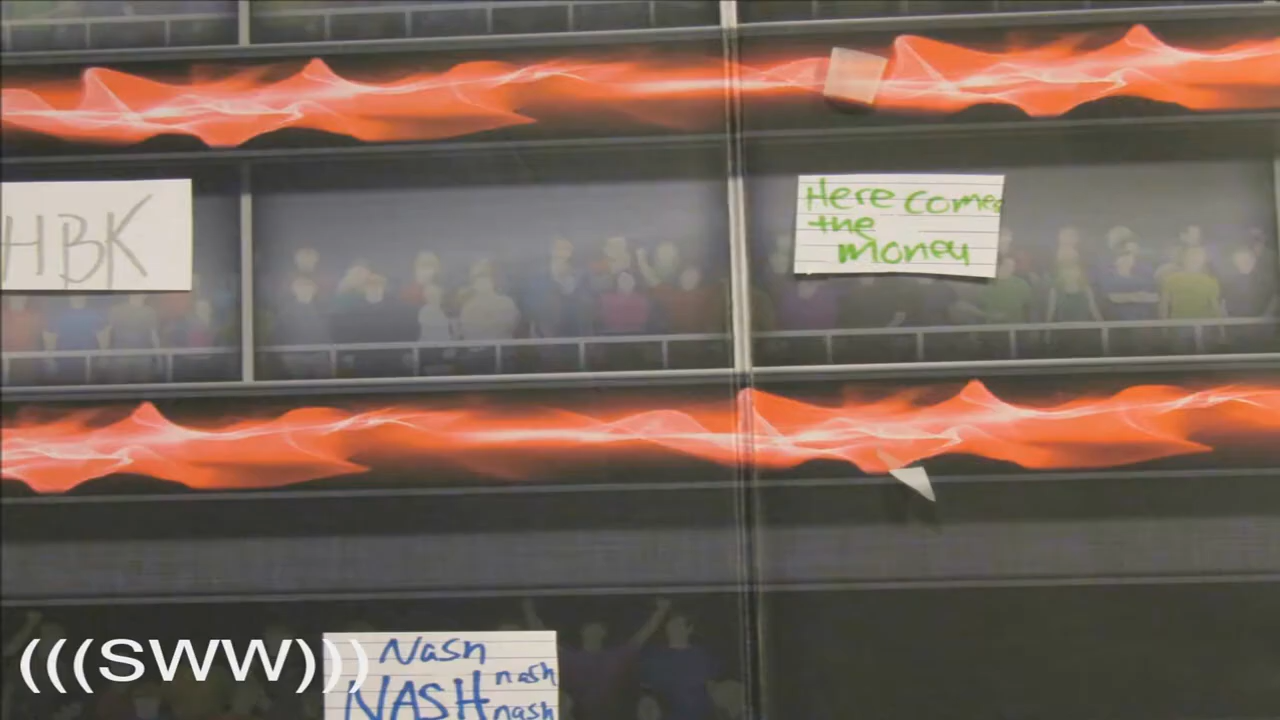 HBK
Here comes
the
money
(((SWW)))
Nash
NASH
nash
nash